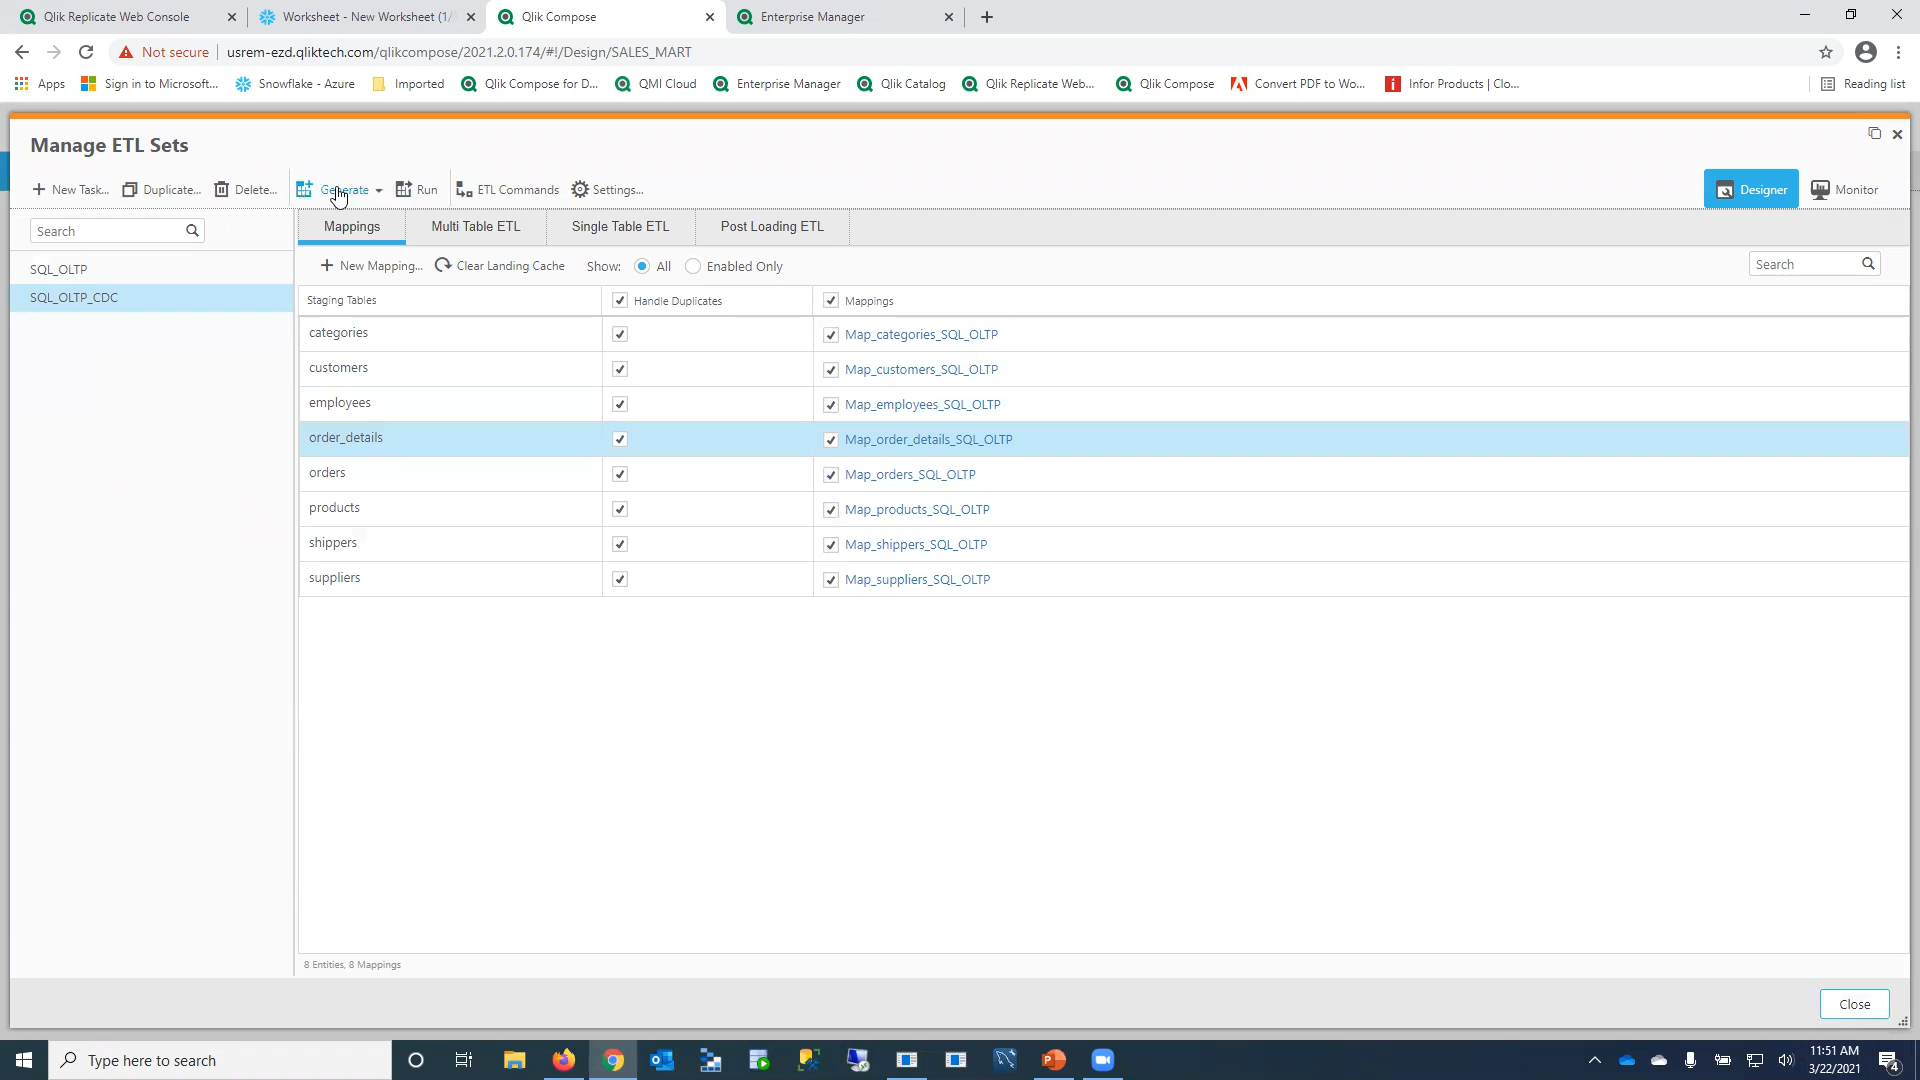 Qlik Replicate Web Console
Worksheet - New Worksheet (1/
Qlik Compose
Enterprise Manager
Not secure
usrem-ezd.qliktech.com/qlikcompose/2021.2.0.174/#!/Design/SALES_MART
Apps
Sign in to Microsoft...
Snowflake - Azure
Imported
Qlik Compose for D...
QMI Cloud
Enterprise Manager
Qlik Catalog
Qlik Replicate Web...
Qlik Compose
Convert PDF to Wo...
Infor Products | Clo...
Reading list
Manage ETL Sets
New Task...
Duplicate...
Delete...
Generate
Run
ETL Commands
Settings...
Designer
Monitor
Search
Mappings
Multi Table ETL
Single Table ETL
Post Loading ETL
SQL_OLTP
SQL_OLTP_CDC
New Mapping...
Clear Landing Cache
Show:
All
Enabled Only
Search
Staging Tables
Handle Duplicates
Mappings
categories
Map_categories_SQL_OLTP
customers
Map_customers_SQL_OLTP
employees
Map_employees_SQL_OLTP
order_details
Map_order_details_SQL_OLTP
orders
Map_orders_SQL_OLTP
products
Map_products_SQL_OLTP
shippers
Map_shippers_SQL_OLTP
suppliers
Map_suppliers_SQL_OLTP
8 Entities, 8 Mappings
Close
Type here to search
11:51 AM
3/22/2021
4